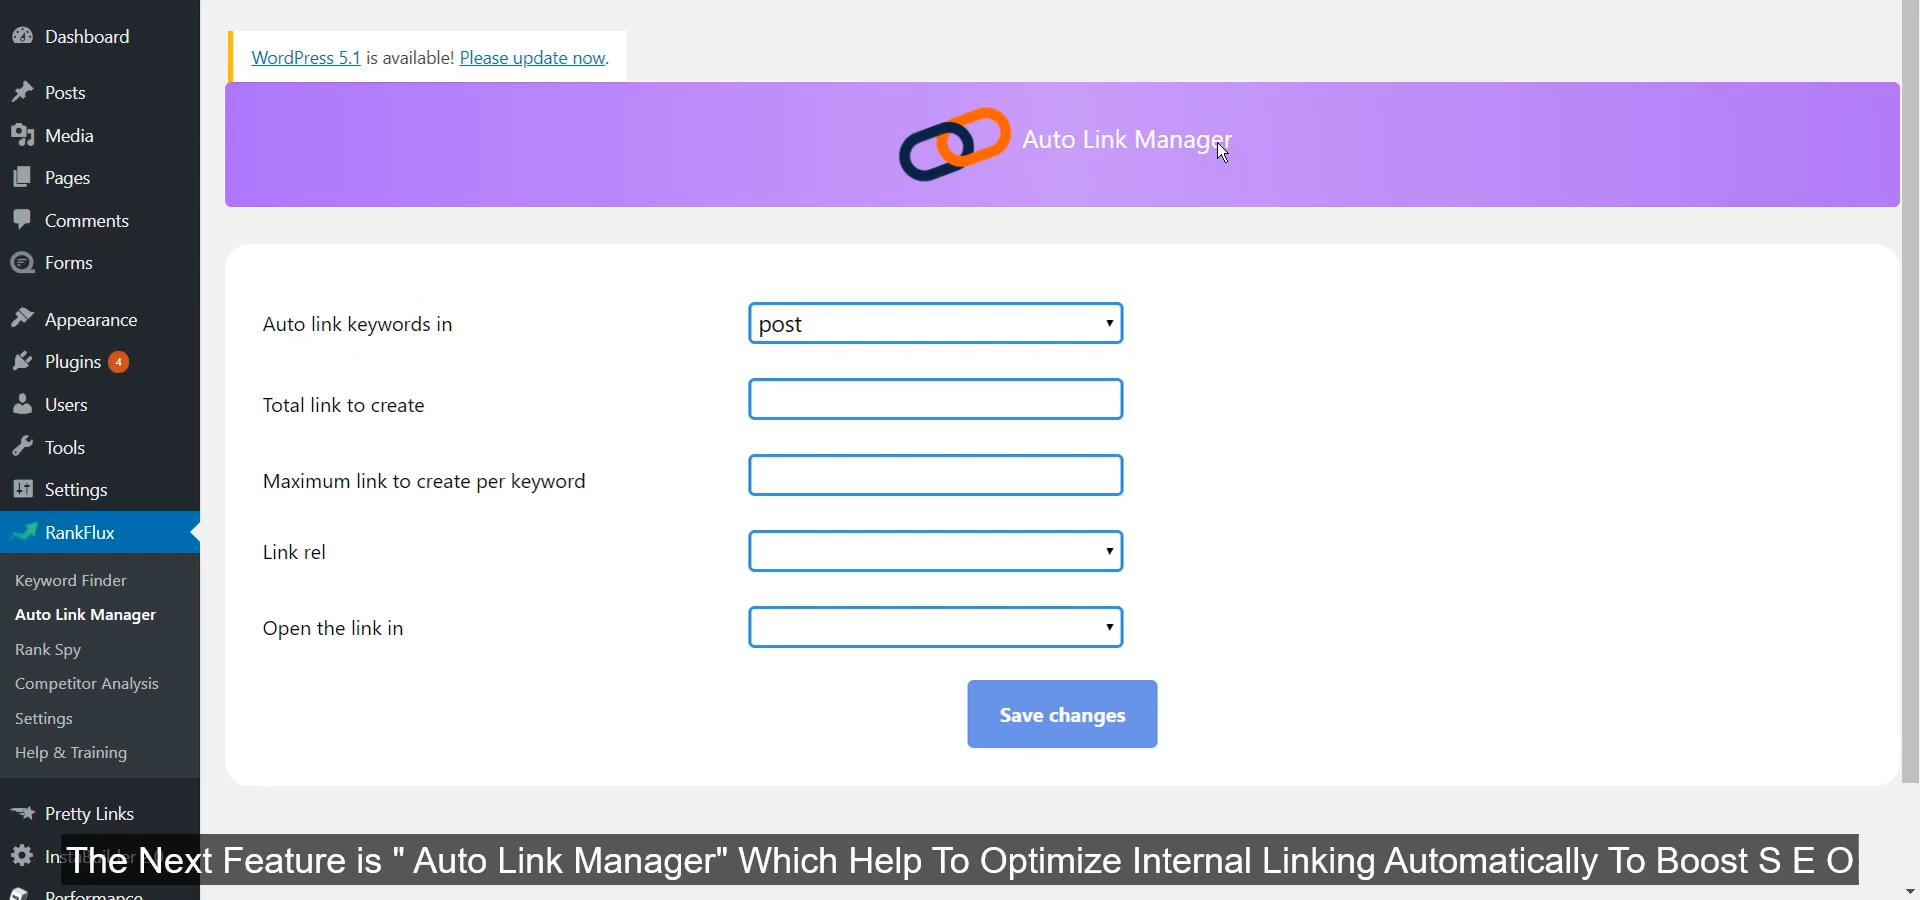 Dashboard
Posts
Media
Pages
Comments
Forms
Appearance
Plugins 4
Users
Tools
Settings
RankFlux
Keyword Finder
Auto Link Manager
Rank Spy
Competitor Analysis
Settings
Help & Training
Pretty Links
WordPress 5.1 is available! Please update now.
Auto Link Manager
Auto link keywords in
post
Total link to create
Maximum link to create per keyword
Link rel
Open the link in
Save changes
The Next Feature is " Auto Link Manager" Which Help To Optimize Internal Linking Automatically To Boost S E O
Performance